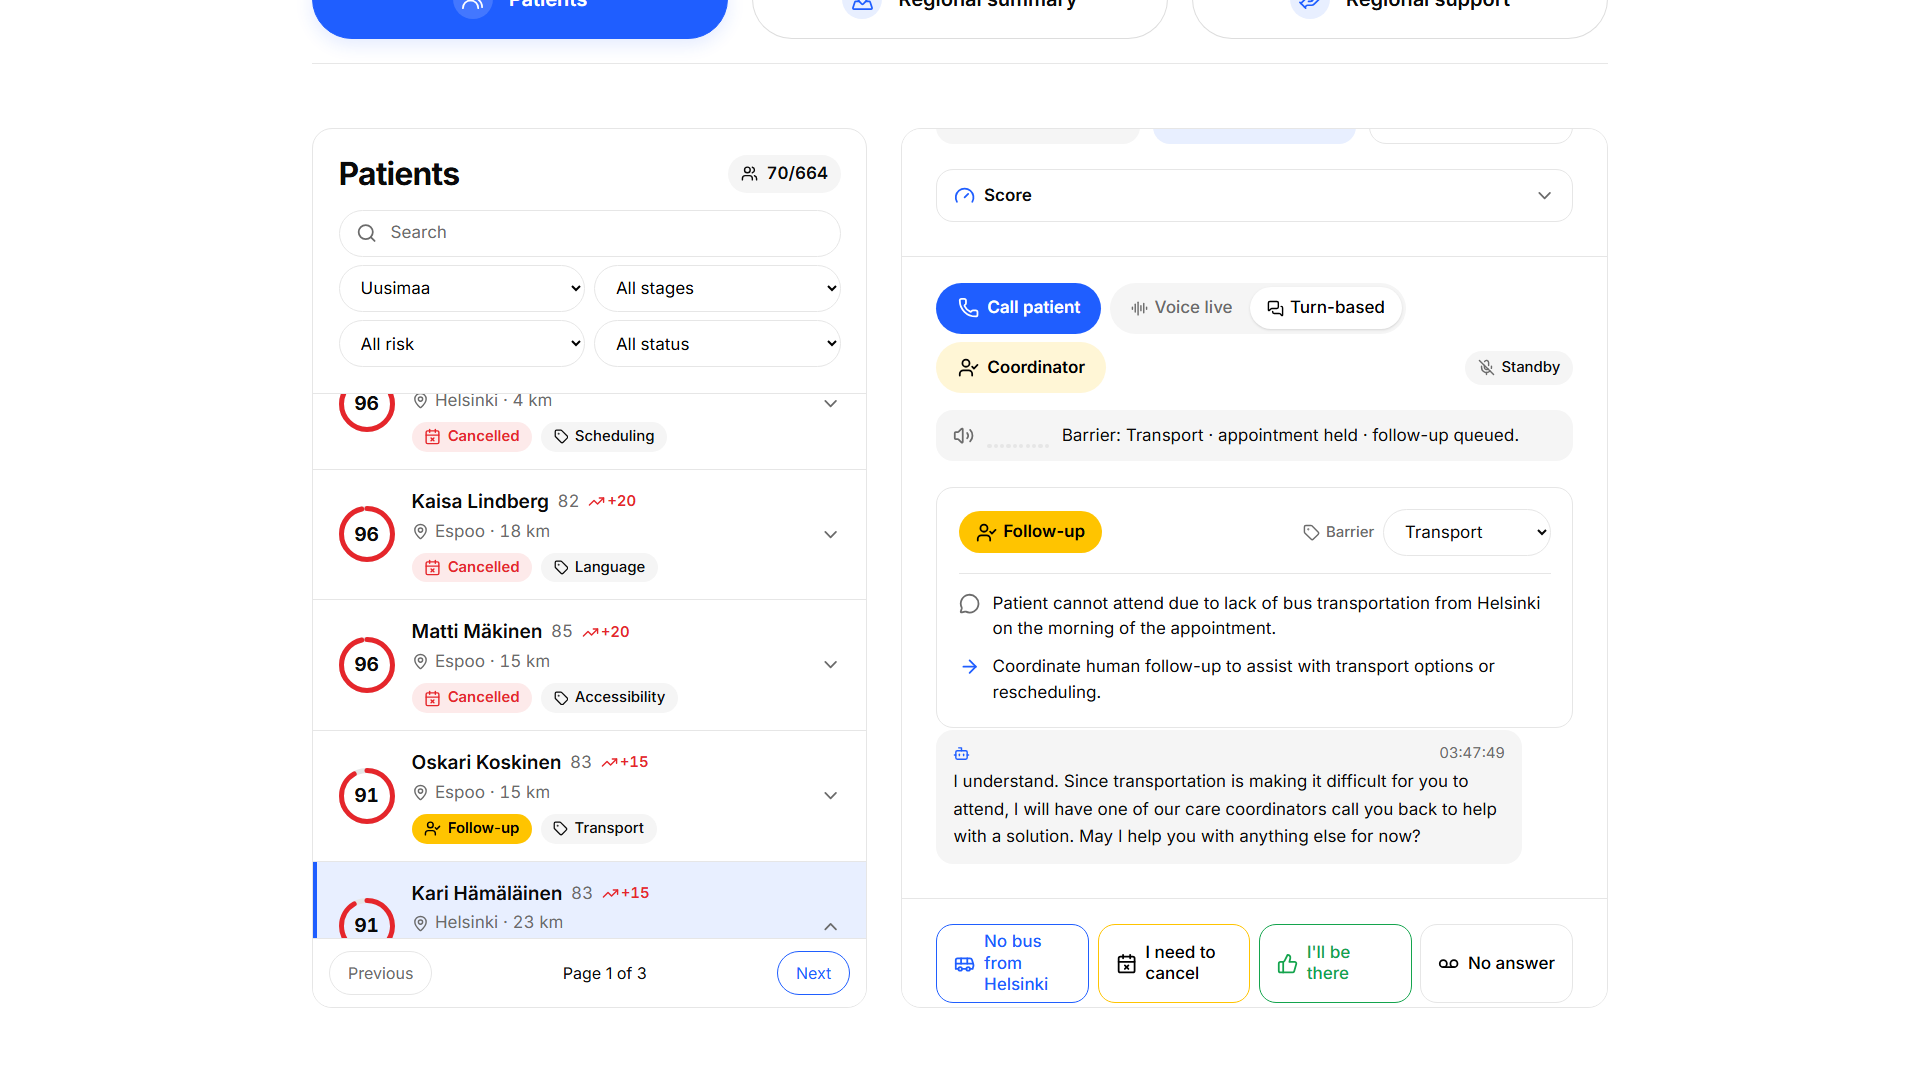 Patients
Regional summary
Regional support
Patients
70/664
Search
Uusimaa
All stages
All risk
All status
96
Helsinki · 4 km
Cancelled
Scheduling
96
Kaisa Lindberg 82 +20
Espoo · 18 km
Cancelled
Language
96
Matti Mäkinen 85 +20
Espoo · 15 km
Cancelled
Accessibility
91
Oskari Koskinen 83 +15
Espoo · 15 km
Follow-up
Transport
91
Kari Hämäläinen 83 +15
Helsinki · 23 km
Previous
Page 1 of 3
Next
Score
Call patient
Voice live
Turn-based
Coordinator
Standby
Barrier: Transport · appointment held · follow-up queued.
Follow-up
Barrier
Transport
Patient cannot attend due to lack of bus transportation from Helsinki
on the morning of the appointment.
Coordinate human follow-up to assist with transport options or
rescheduling.
03:47:49
I understand. Since transportation is making it difficult for you to
attend, I will have one of our care coordinators call you back to help
with a solution. May I help you with anything else for now?
No bus
from
Helsinki
I need to
cancel
I'll be
there
No answer